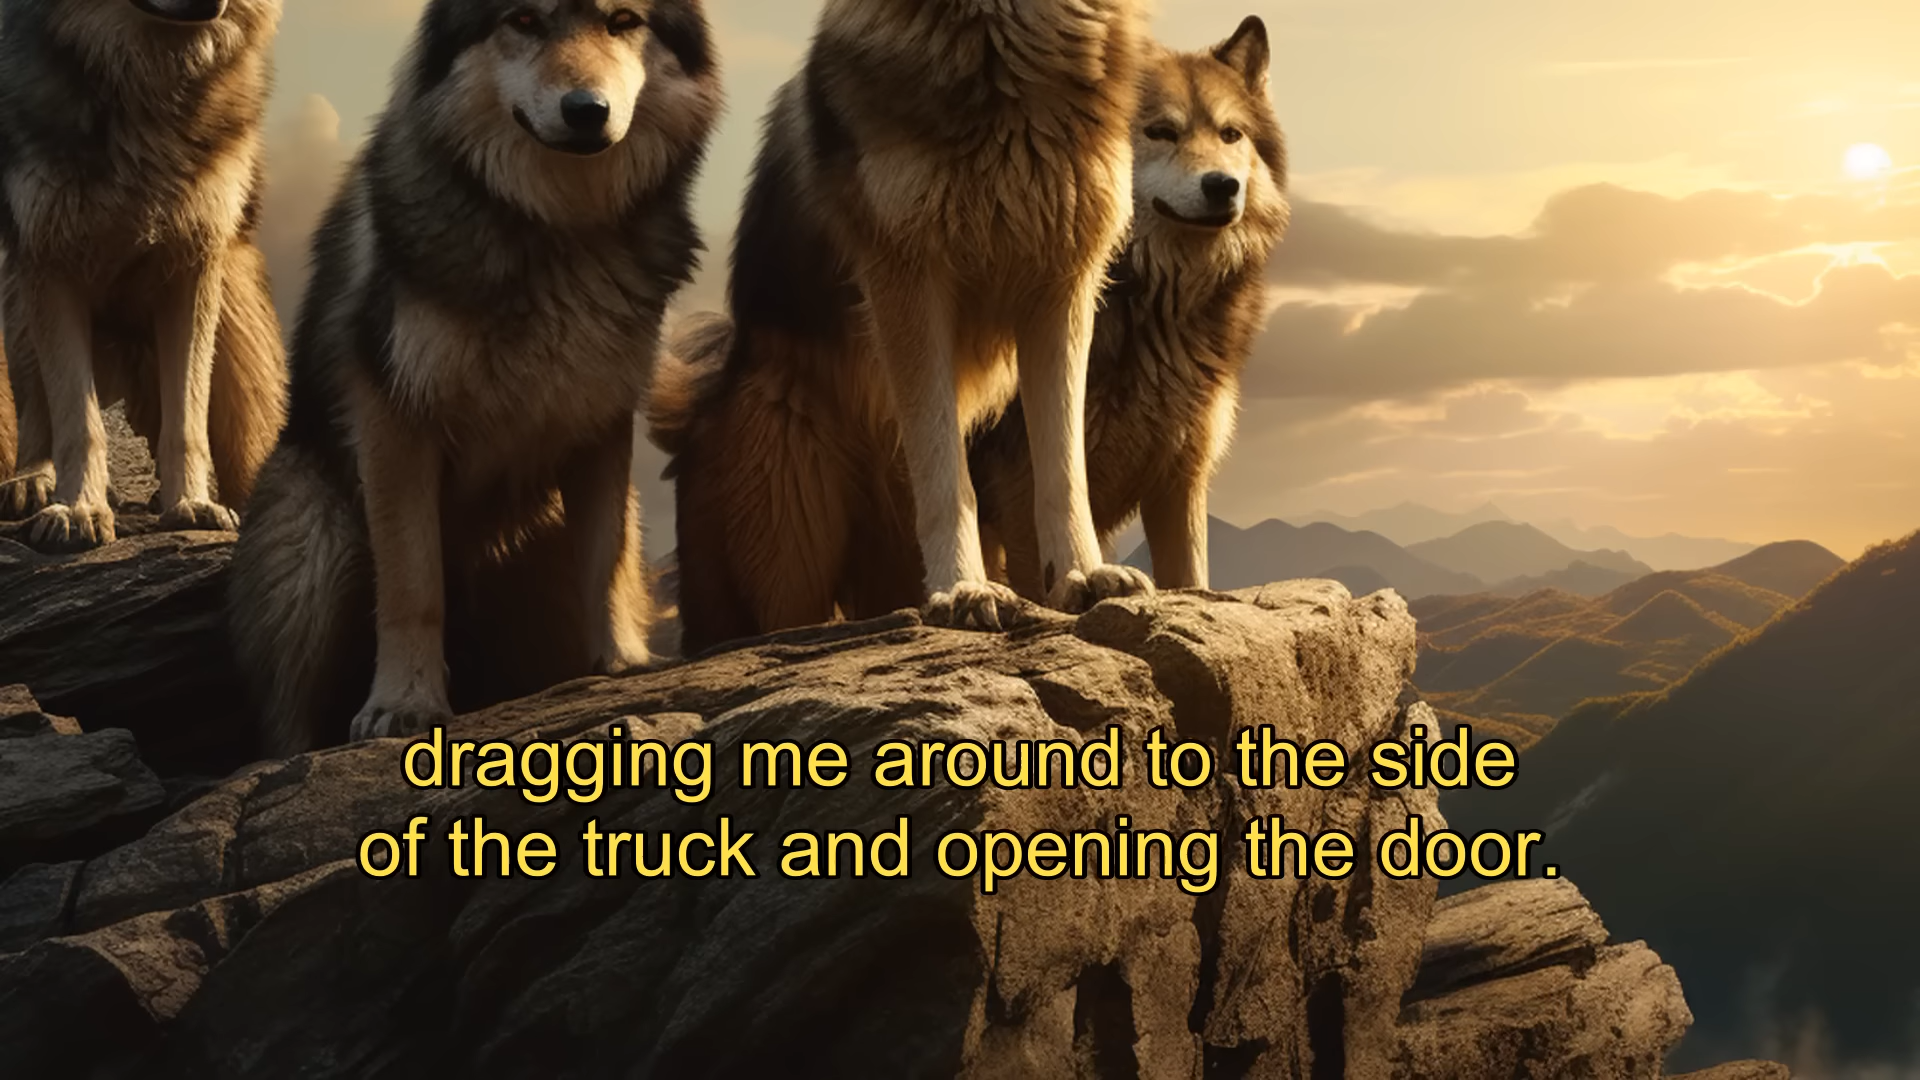 dragging me around to the side
of the truck and opening the door.